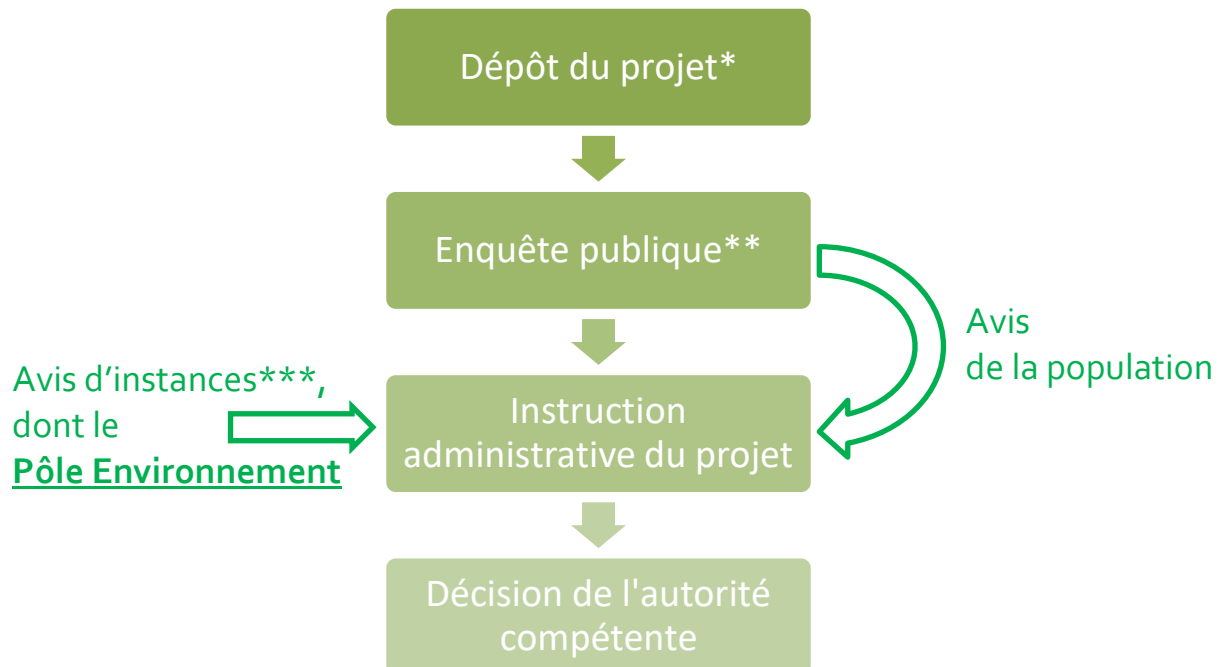 Dépôt du projet*
Enquête publique**
Avis
de la population
Avis d’instances***,
dont le
Pôle Environnement
Instruction
administrative du projet
Décision de l'autorité
compétente